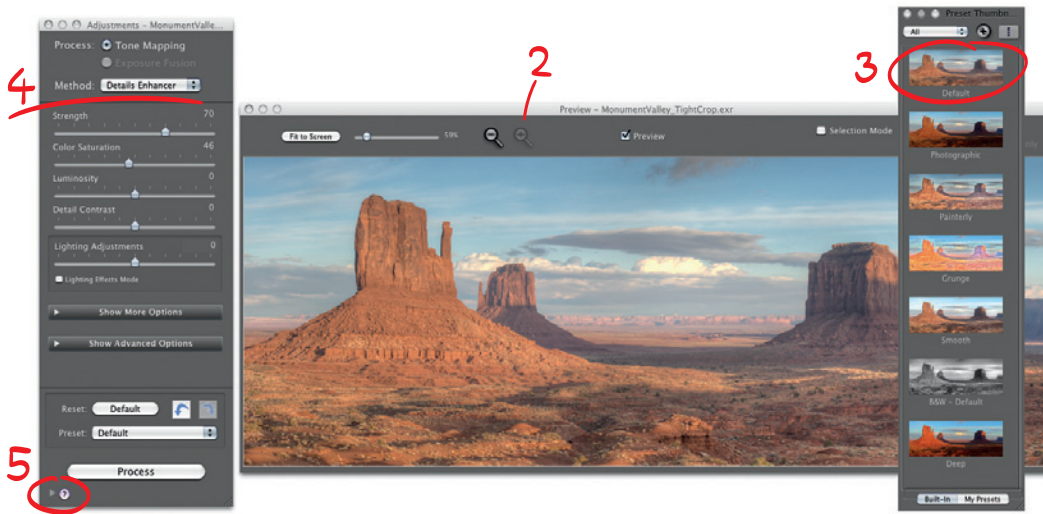 Adjustments – MonumentValle...
Process: Tone Mapping
Exposure Fusion
Method: Details Enhancer
4
Strength 70
Color Saturation 46
Luminosity 0
Detail Contrast 0
Lighting Adjustments 0
Lighting Effects Mode
Show More Options
Show Advanced Options
Reset: Default
Preset: Default
Process
5
?
2
Preview – MonumentValley_TightCrop.exr
Fit to Screen 59% Preview Selection Mode
Preset Thumbn...
All
3
Default
Photographic
Painterly
Grunge
Smooth
B&W – Default
Deep
Built-In My Presets